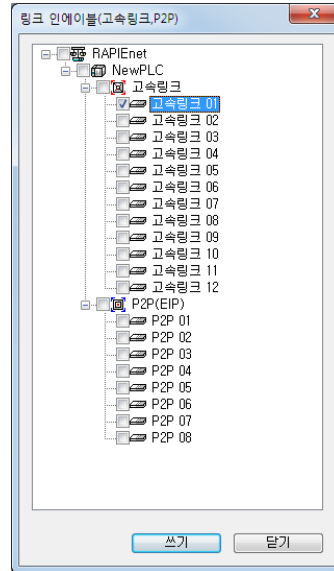 링크 인에이블(고속링크,P2P)
RAPIEnet
NewPLC
고속링크
고속링크 01
고속링크 02
고속링크 03
고속링크 04
고속링크 05
고속링크 06
고속링크 07
고속링크 08
고속링크 09
고속링크 10
고속링크 11
고속링크 12
P2P(EIP)
P2P 01
P2P 02
P2P 03
P2P 04
P2P 05
P2P 06
P2P 07
P2P 08
쓰기 닫기